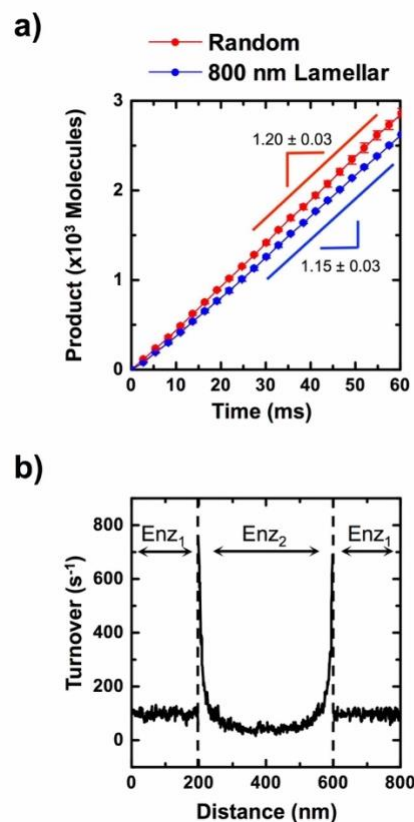 a)
Random
800 nm Lamellar
3
1.20 ± 0.03
2
1.15 ± 0.03
1
0
Product (x10³ Molecules)
0 10 20 30 40 50 60
Time (ms)
b)
800
Enz₁ Enz₂ Enz₁
600
400
200
0
Turnover (s⁻¹)
0 200 400 600 800
Distance (nm)